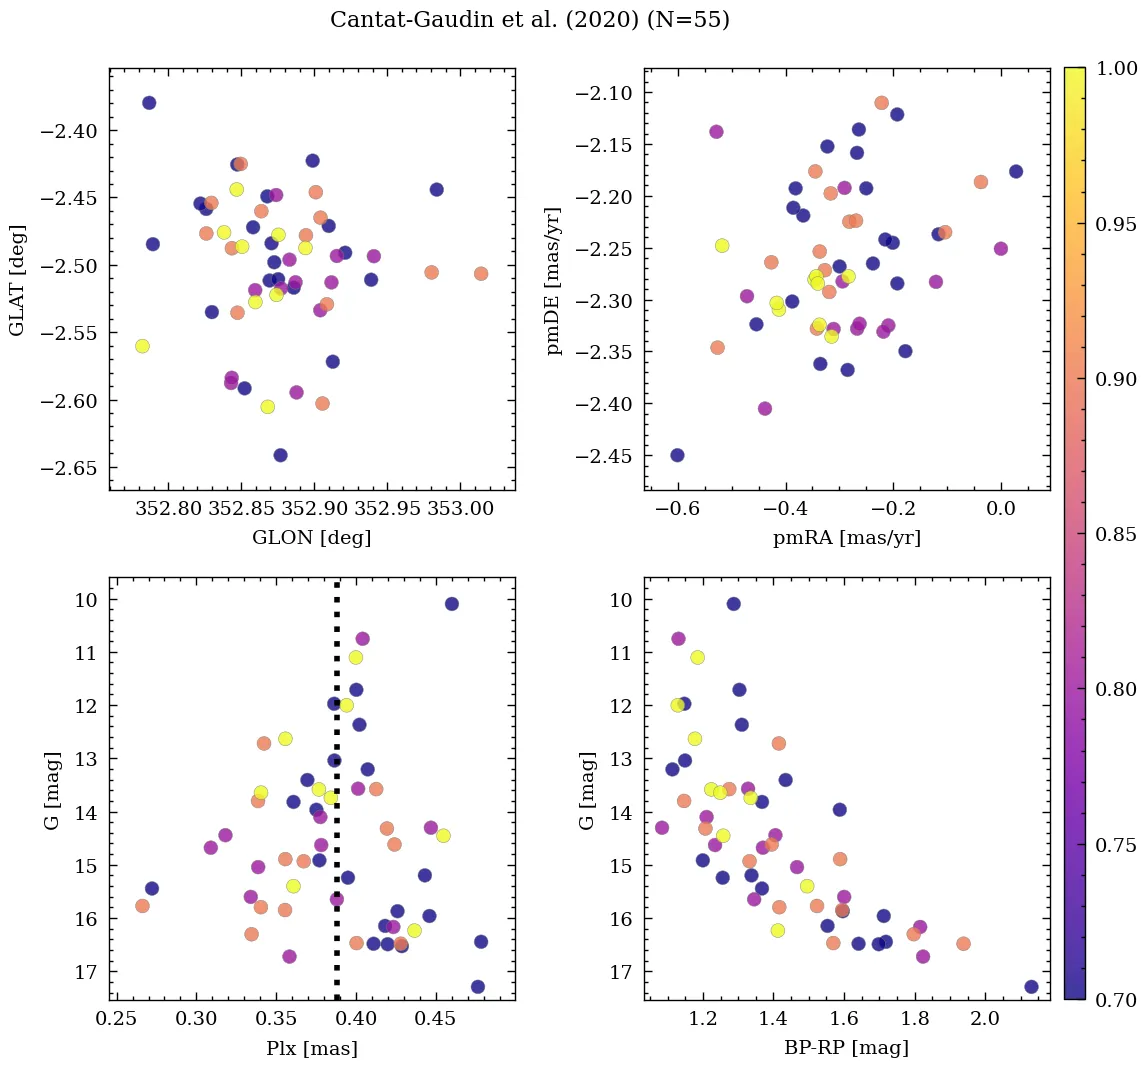 Cantat-Gaudin et al. (2020) (N=55)
−2.40
−2.45
−2.50
−2.55
−2.60
−2.65
GLAT [deg]
352.80 352.85 352.90 352.95 353.00
GLON [deg]
−2.10
−2.15
−2.20
−2.25
−2.30
−2.35
−2.40
−2.45
pmDE [mas/yr]
−0.6 −0.4 −0.2 0.0
pmRA [mas/yr]
1.00
0.95
0.90
0.85
0.80
0.75
0.70
10
11
12
13
14
15
16
17
G [mag]
0.25 0.30 0.35 0.40 0.45
Plx [mas]
10
11
12
13
14
15
16
17
G [mag]
1.2 1.4 1.6 1.8 2.0
BP-RP [mag]